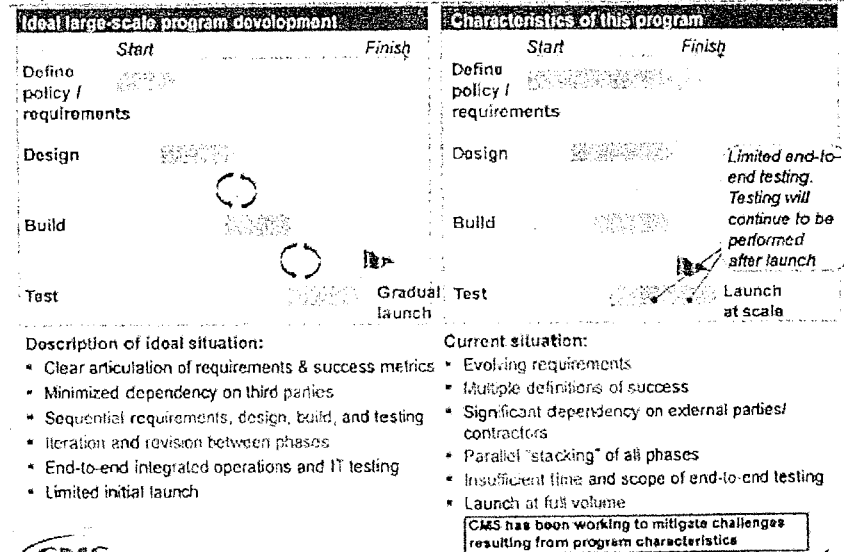 Ideal large-scale program development
Start Finish
Define
policy /
requirements
Design
Build
Test
Gradual
launch
Description of ideal situation:
▪ Clear articulation of requirements & success metrics
▪ Minimized dependency on third parties
▪ Sequential requirements, design, build, and testing
▪ Iteration and revision between phases
▪ End-to-end integrated operations and IT testing
▪ Limited initial launch
Characteristics of this program
Start Finish
Define
policy /
requirements
Design
Build
Test
Limited end-to-
end testing.
Testing will
continue to be
performed
after launch
Launch
at scale
Current situation:
▪ Evolving requirements
▪ Multiple definitions of success
▪ Significant dependency on external parties/
contractors
▪ Parallel "stacking" of all phases
▪ Insufficient time and scope of end-to-end testing
▪ Launch at full volume
CMS has been working to mitigate challenges
resulting from program characteristics
CMS